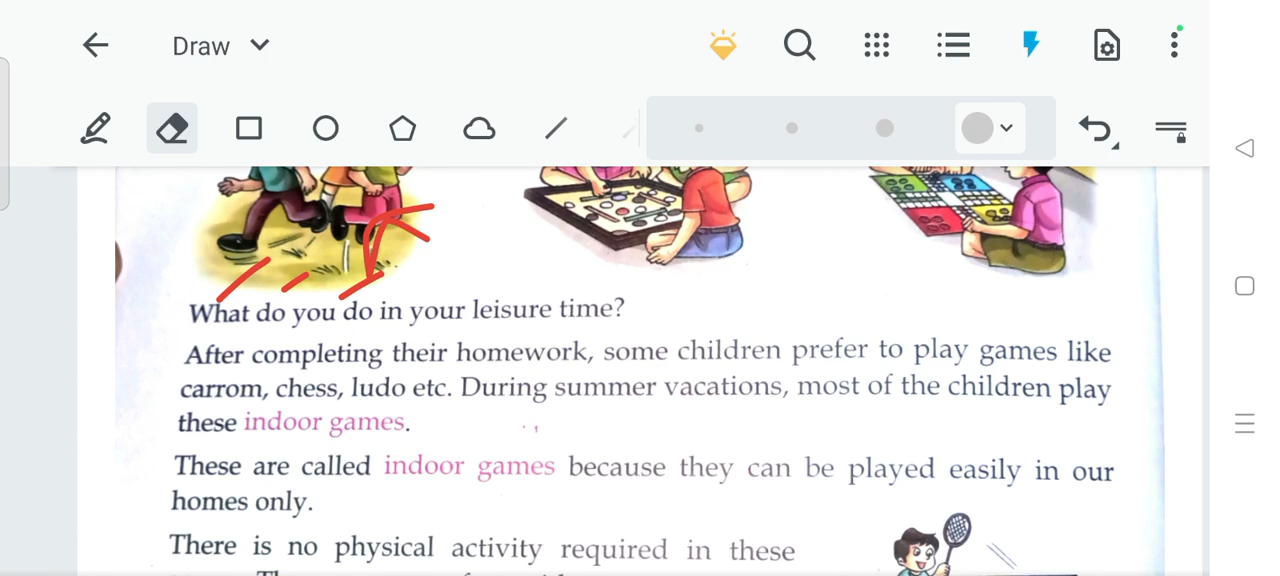 Draw
What do you do in your leisure time?
After completing their homework, some children prefer to play games like
carrom, chess, ludo etc. During summer vacations, most of the children play
these indoor games.
These are called indoor games because they can be played easily in our
homes only.
There is no physical activity required in these